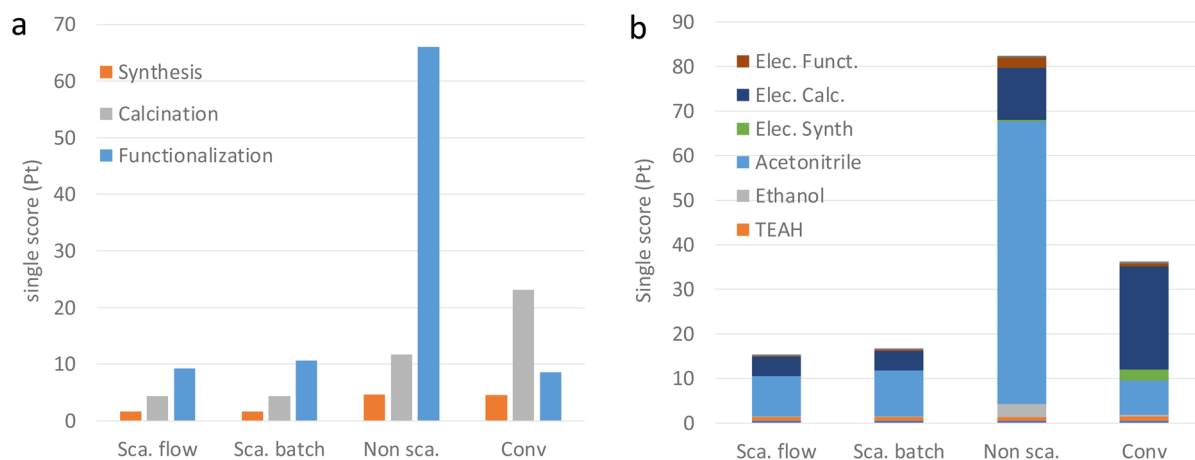 a
single score (Pt)
70
60
50
40
30
20
10
0
Synthesis
Calcination
Functionalization
Sca. flow
Sca. batch
Non sca.
Conv
b
Single score (Pt)
90
80
70
60
50
40
30
20
10
0
Elec. Funct.
Elec. Calc.
Elec. Synth
Acetonitrile
Ethanol
TEAH
Sca. flow
Sca. batch
Non sca.
Conv